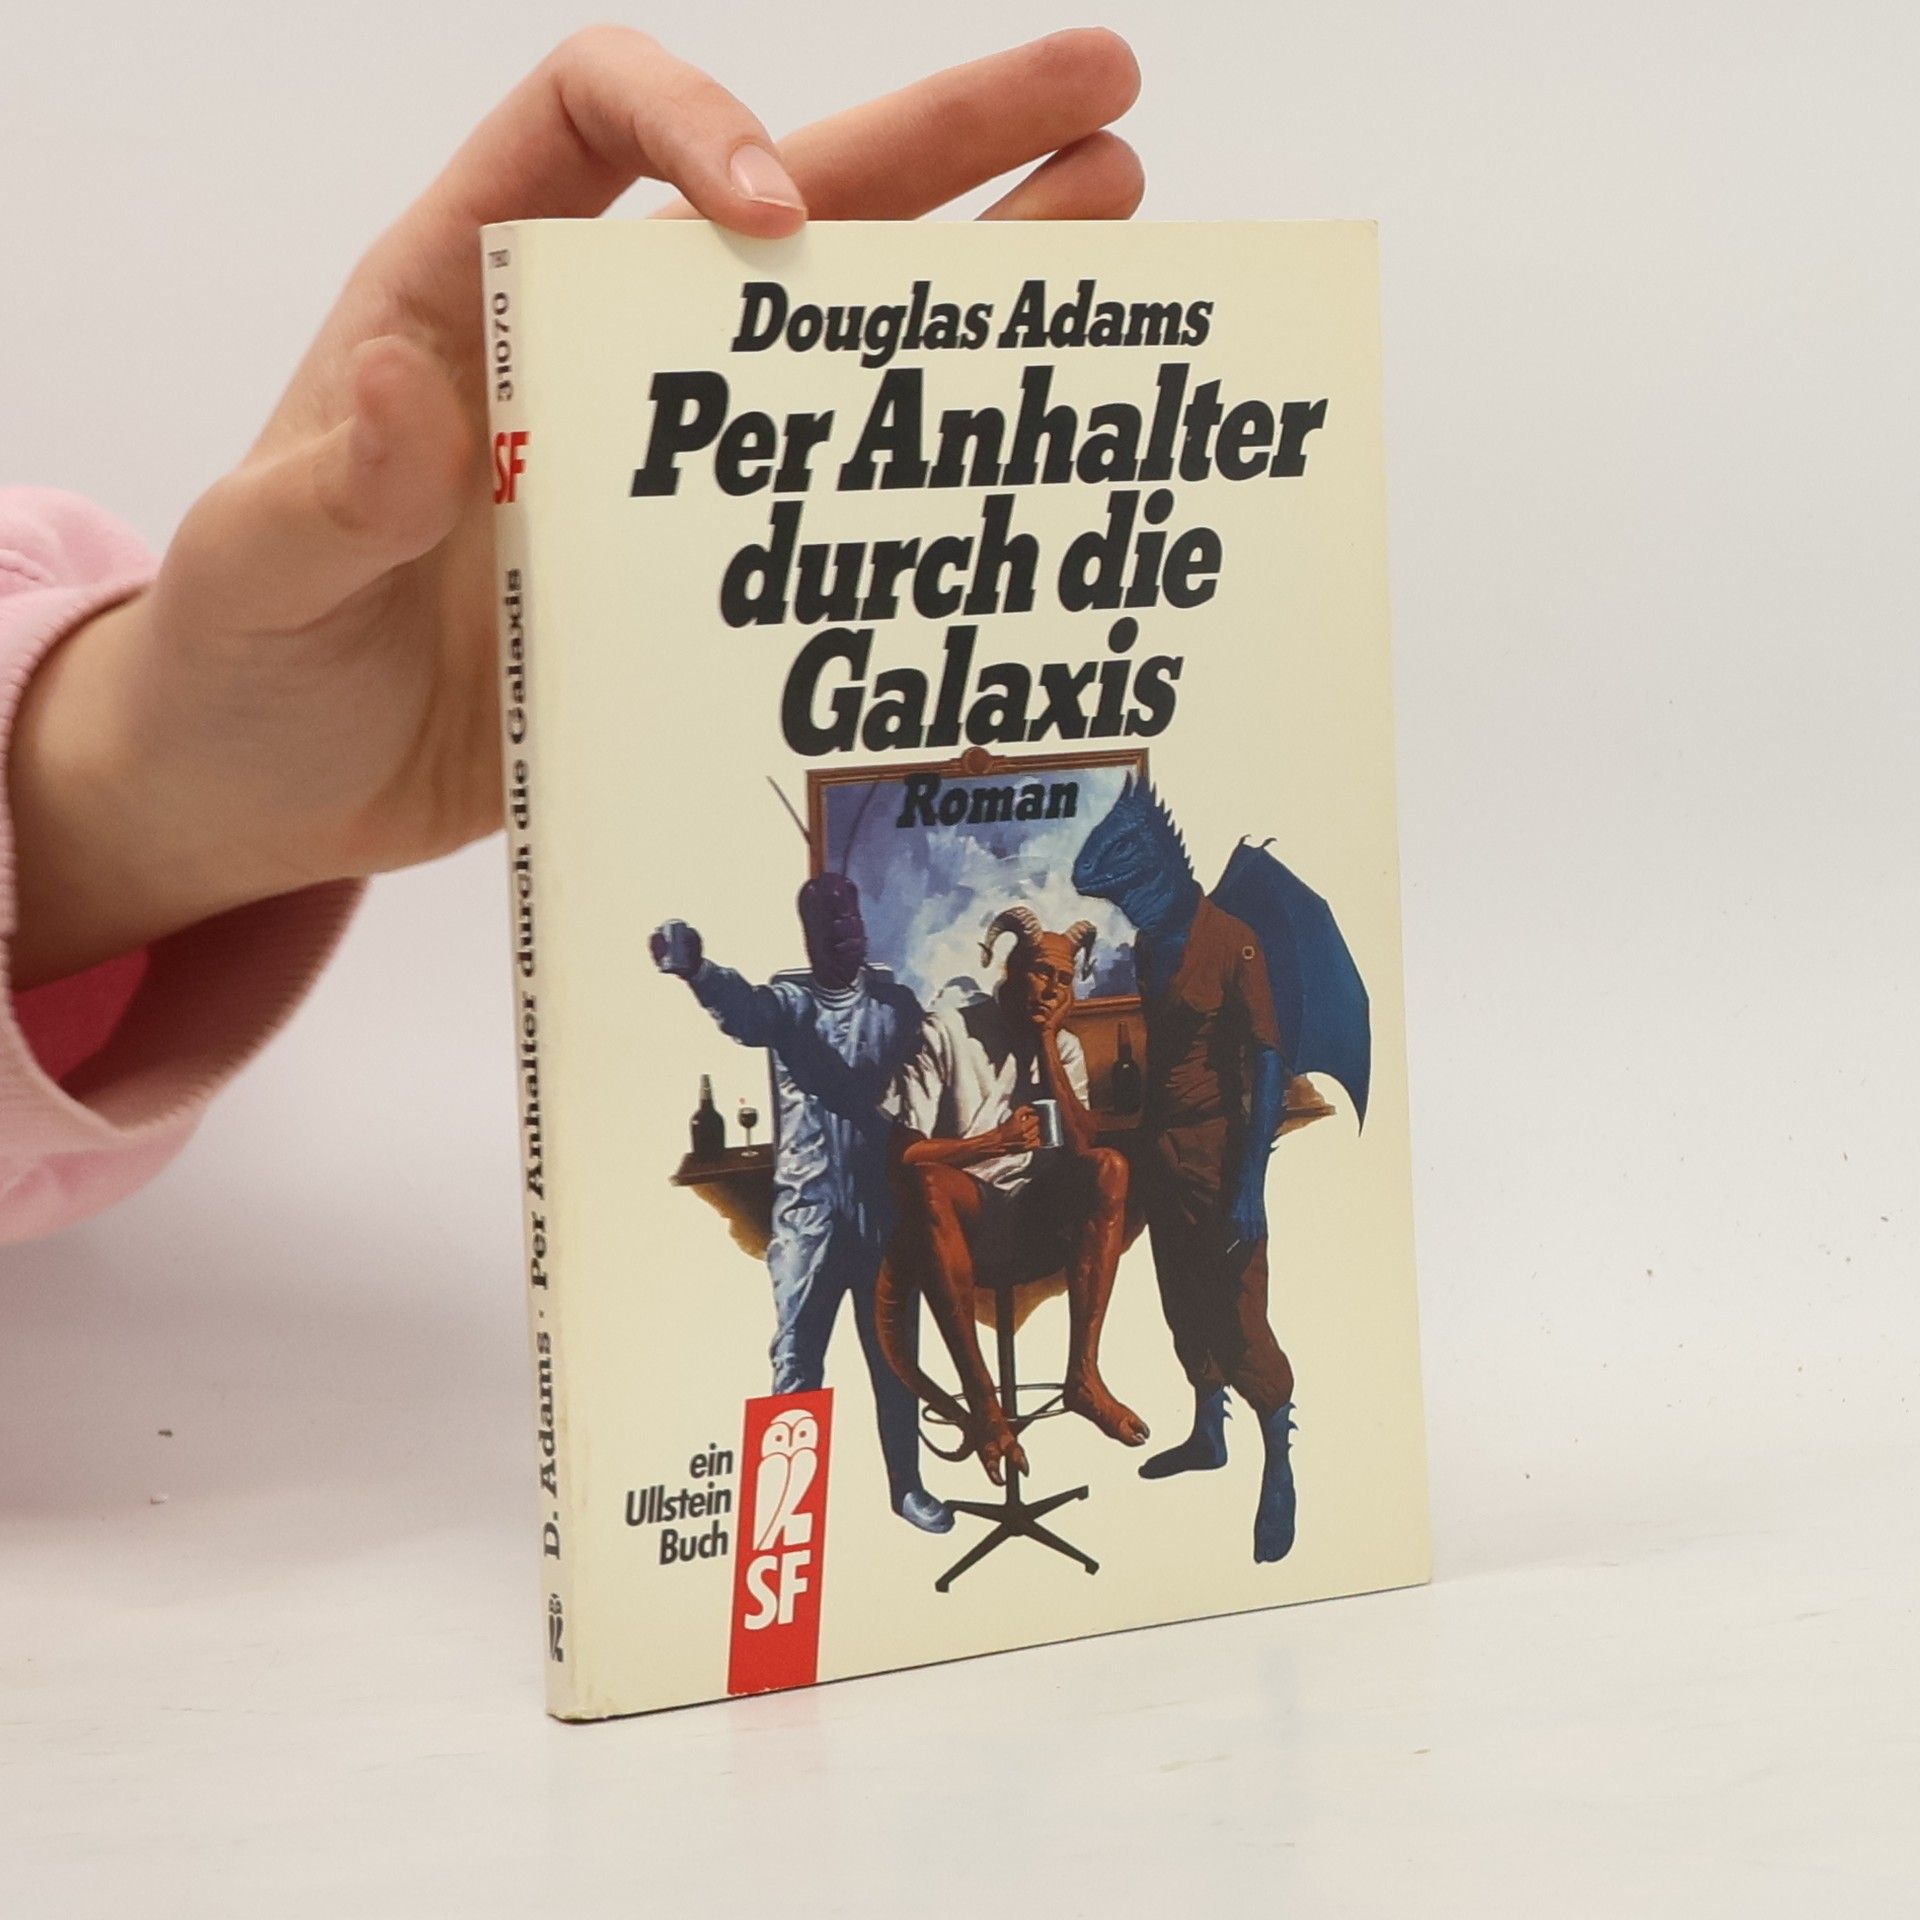 Douglas Adams
Per Anhalter
durch die
Galaxis
Roman
ein
Ullstein
Buch
SF
D. Adams · Per Anhalter durch die Galaxis
SF
31070
780